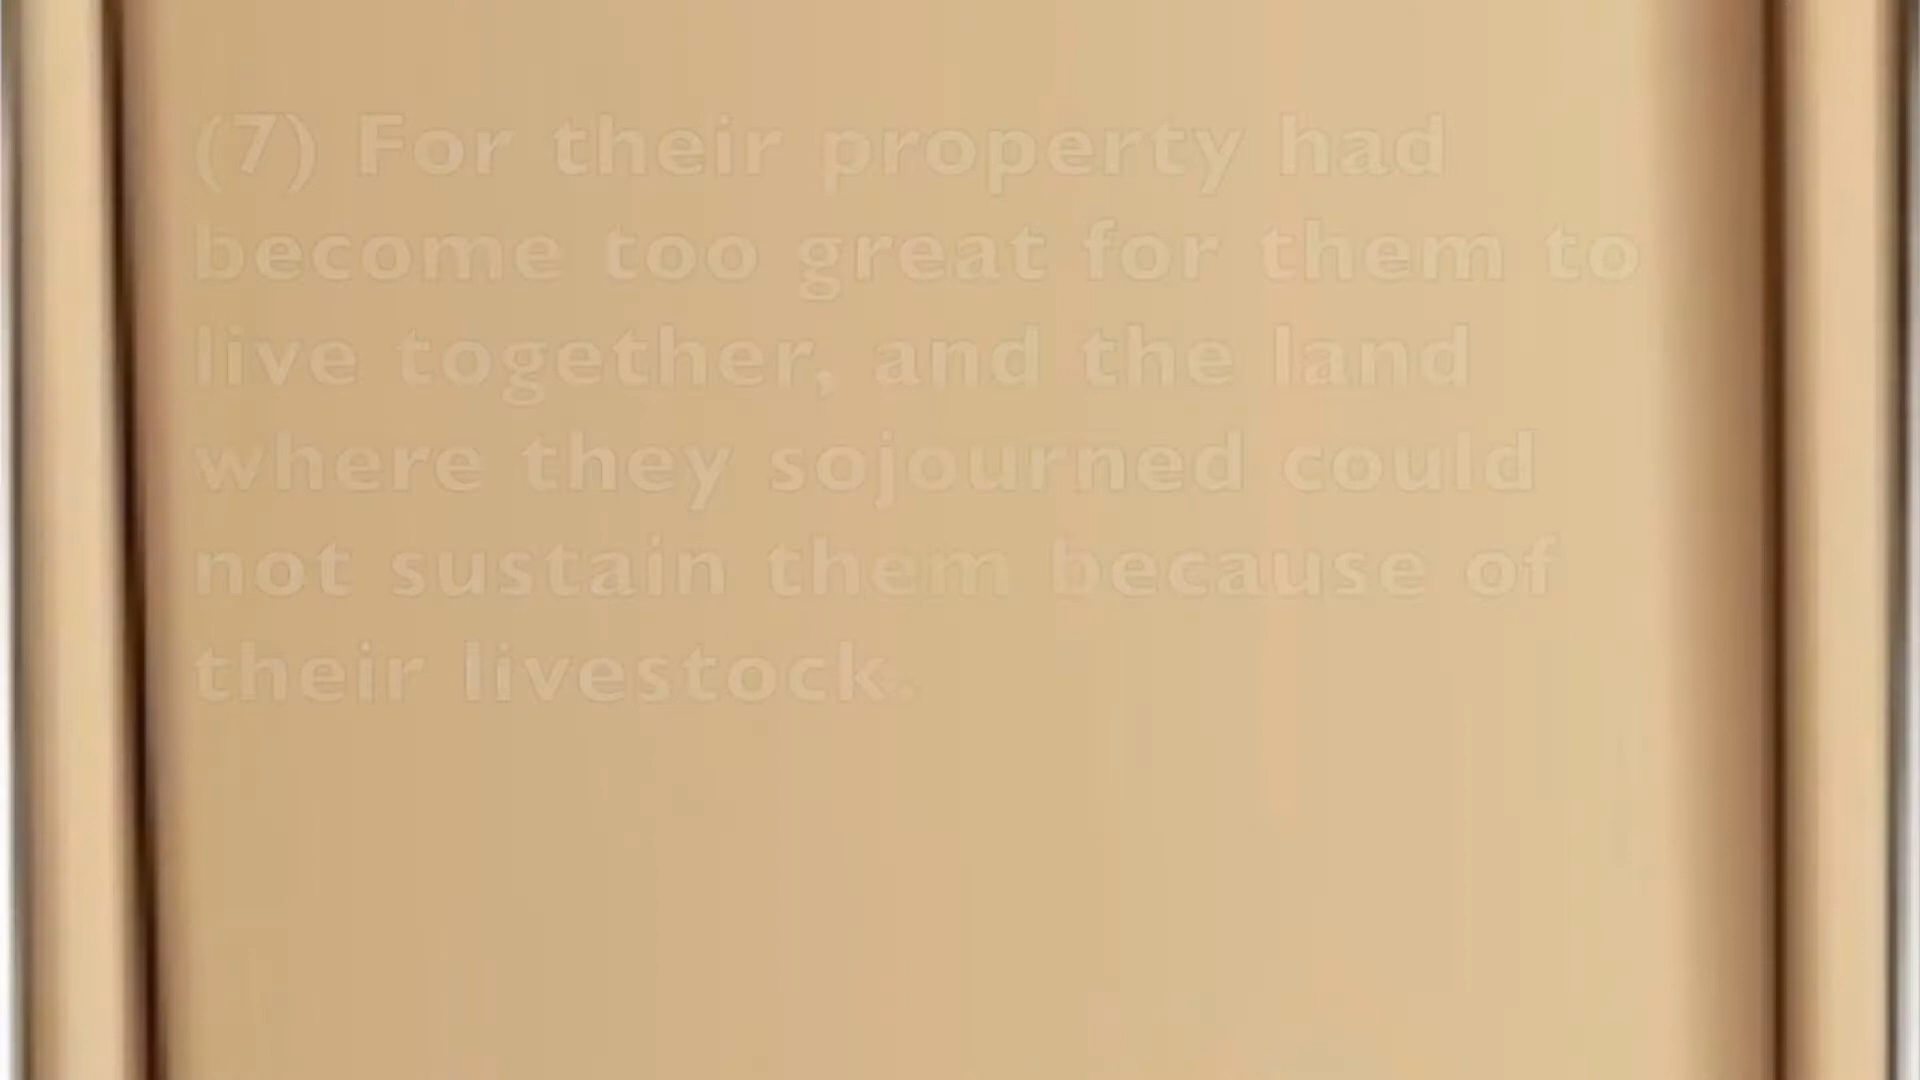 (7) For their property had
become too great for them to
live together, and the land
where they sojourned could
not sustain them because of
their livestock.